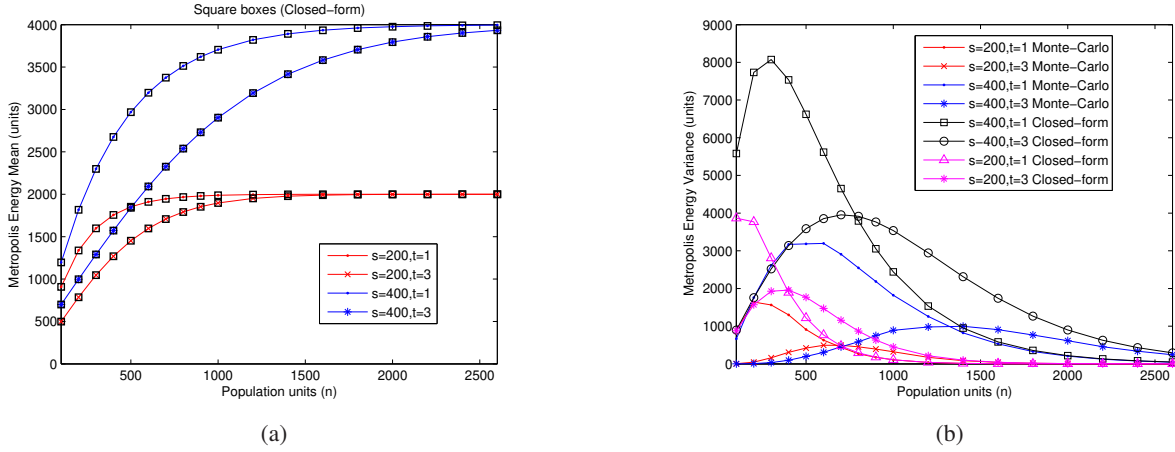 Square boxes (Closed−form)
4000
3500
3000
2500
2000
1500
1000
500
0
Metropolis Energy Mean (units)
500
1000
1500
2000
2500
Population units (n)
s=200,t=1
s=200,t=3
s=400,t=1
s=400,t=3
(a)
9000
8000
7000
6000
5000
4000
3000
2000
1000
0
Metropolis Energy Variance (units)
500
1000
1500
2000
2500
Population units (n)
s=200,t=1 Monte−Carlo
s=200,t=3 Monte−Carlo
s=400,t=1 Monte−Carlo
s=400,t=3 Monte−Carlo
s=400,t=1 Closed−form
s−400,t=3 Closed−form
s=200,t=1 Closed−form
s=200,t=3 Closed−form
(b)